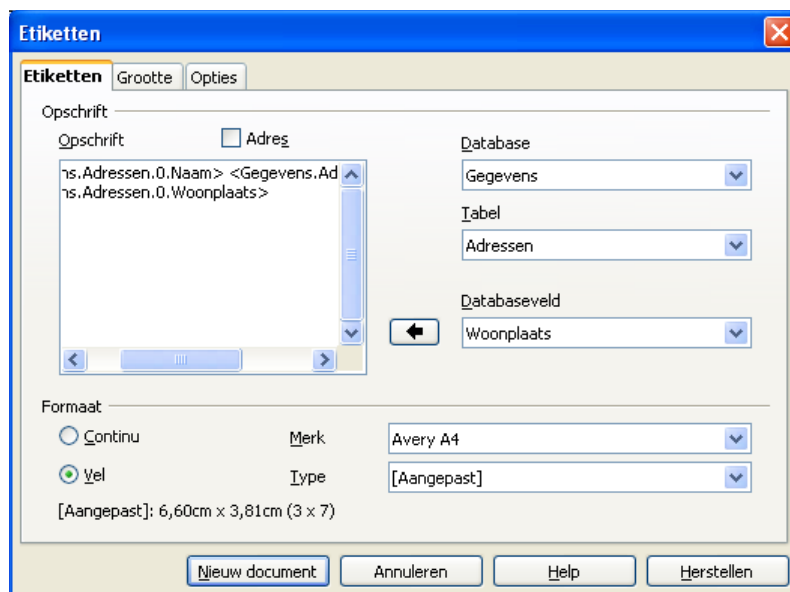 Etiketten
Etiketten Grootte Opties
Opschrift
Opschrift Adres
ns.Adressen.0.Naam> <Gegevens.Ad
ns.Adressen.0.Woonplaats>
Database
Gegevens
Tabel
Adressen
Databaseveld
Woonplaats
Formaat
Continu
Vel
Merk Avery A4
Type [Aangepast]
[Aangepast]: 6,60cm x 3,81cm (3 x 7)
Nieuw document Annuleren Help Herstellen